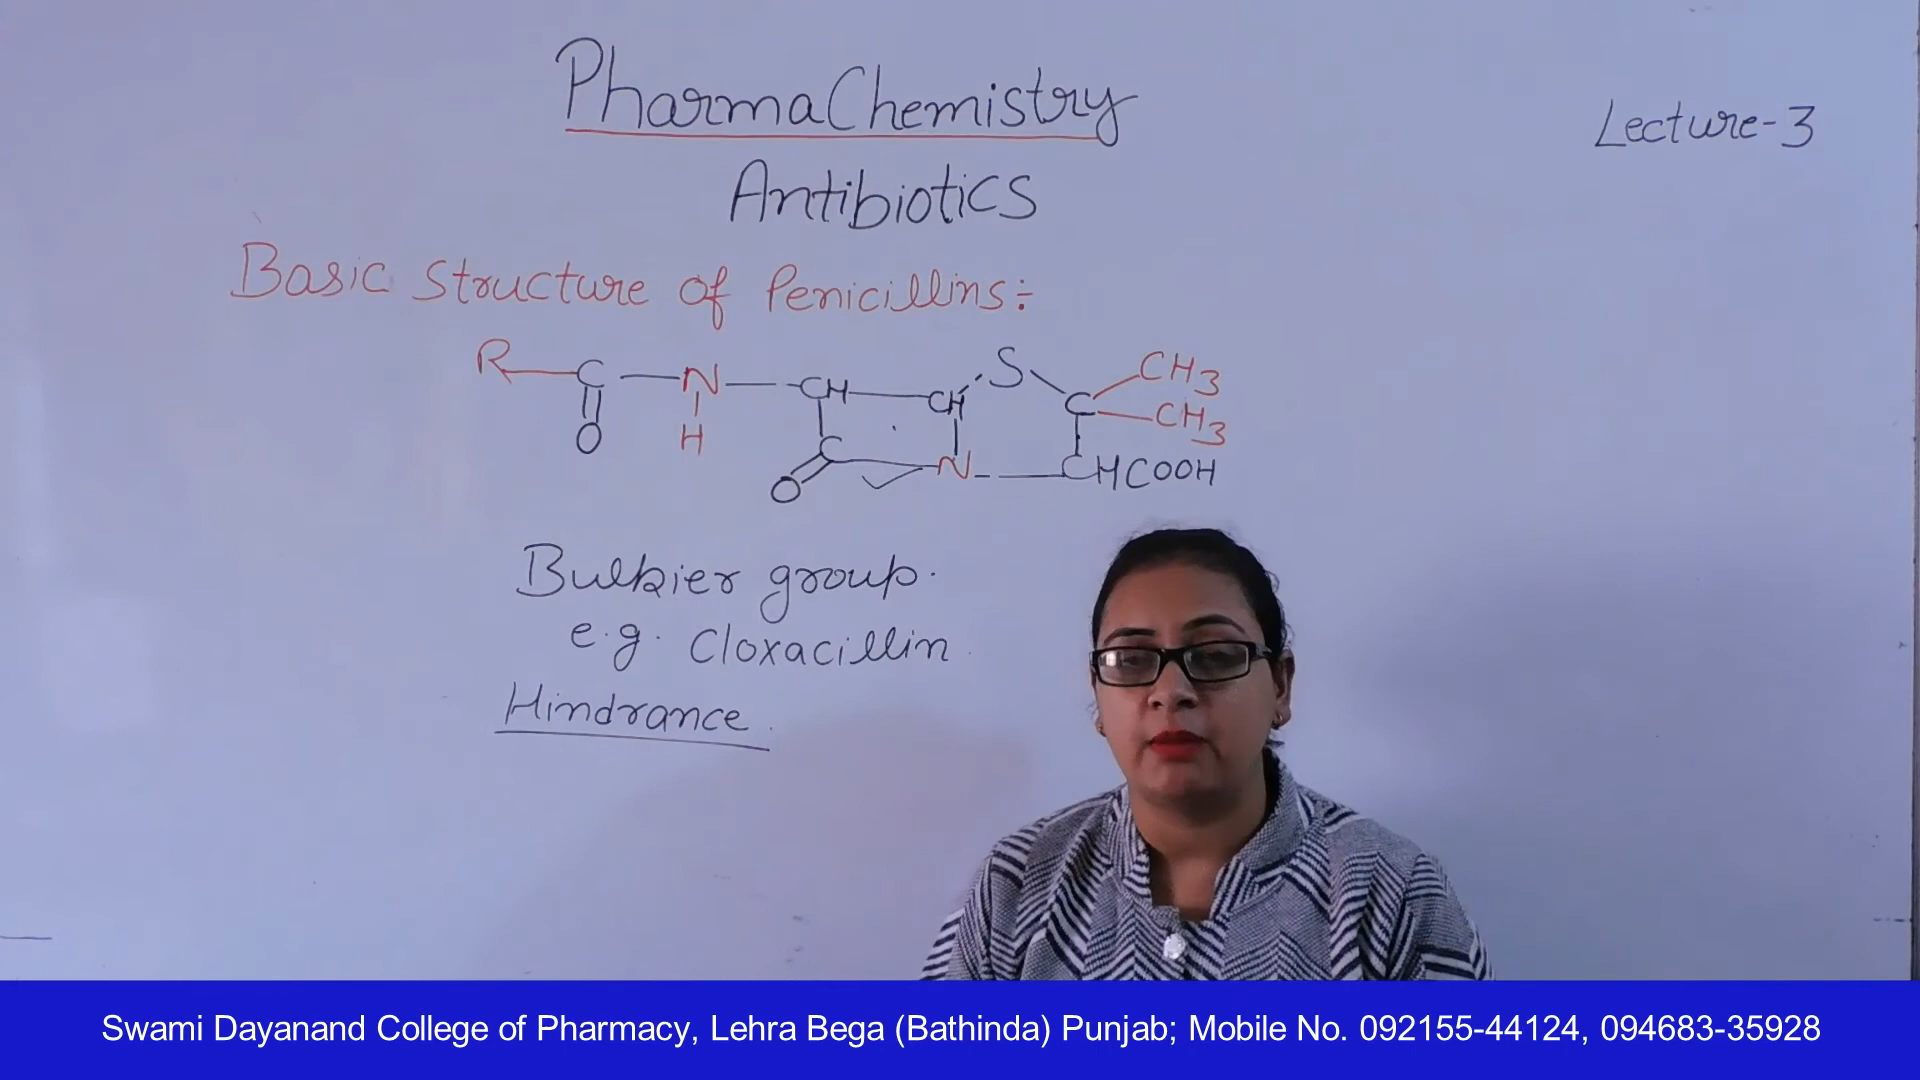 PharmaChemistry
Lecture-3
Antibiotics
Basic Structure of Penicillins:
R C N CH CH S C CH3
CH3
O H C N CHCOOH
O
Bulkier group.
e.g. Cloxacillin
Hindrance
Swami Dayanand College of Pharmacy, Lehra Bega (Bathinda) Punjab; Mobile No. 092155-44124, 094683-35928